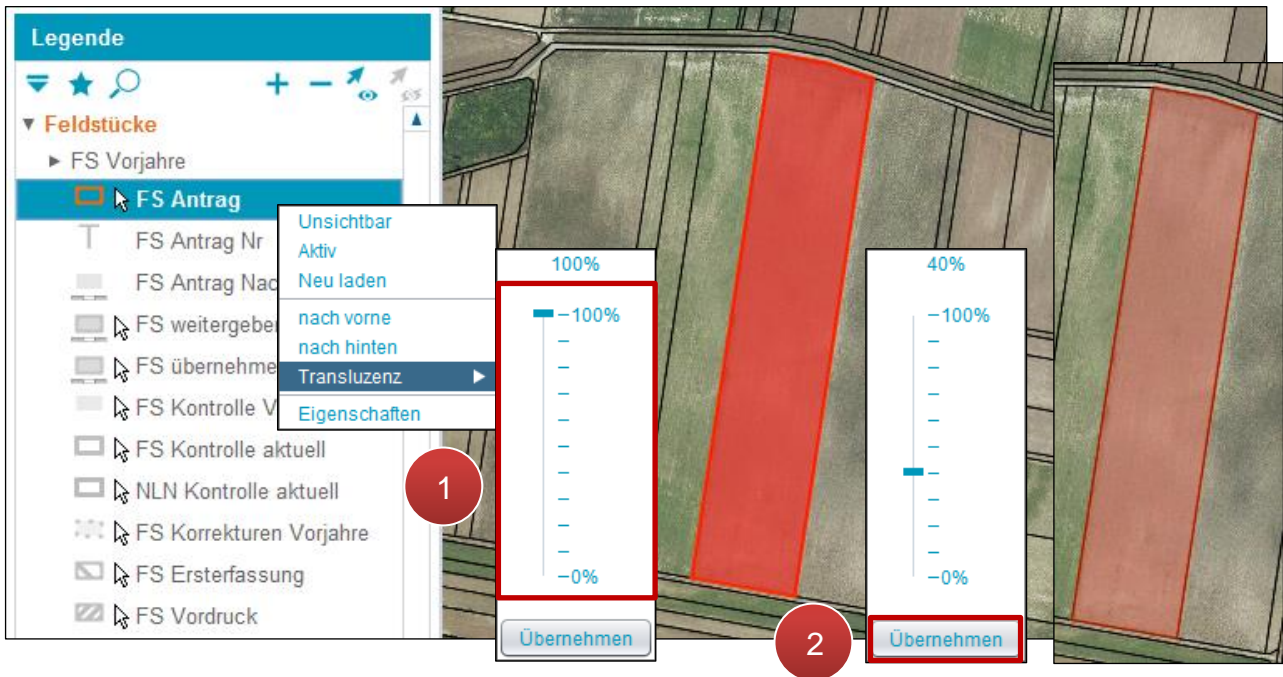 Legende
Feldstücke
FS Vorjahre
FS Antrag
FS Antrag Nr
FS Antrag Nac
FS weitergeben
FS übernehme
FS Kontrolle V
FS Kontrolle aktuell
NLN Kontrolle aktuell
FS Korrekturen Vorjahre
FS Ersterfassung
FS Vordruck
Unsichtbar
Aktiv
Neu laden
nach vorne
nach hinten
Transluzenz
Eigenschaften
1
100%
100%
0%
Übernehmen
2
40%
100%
0%
Übernehmen